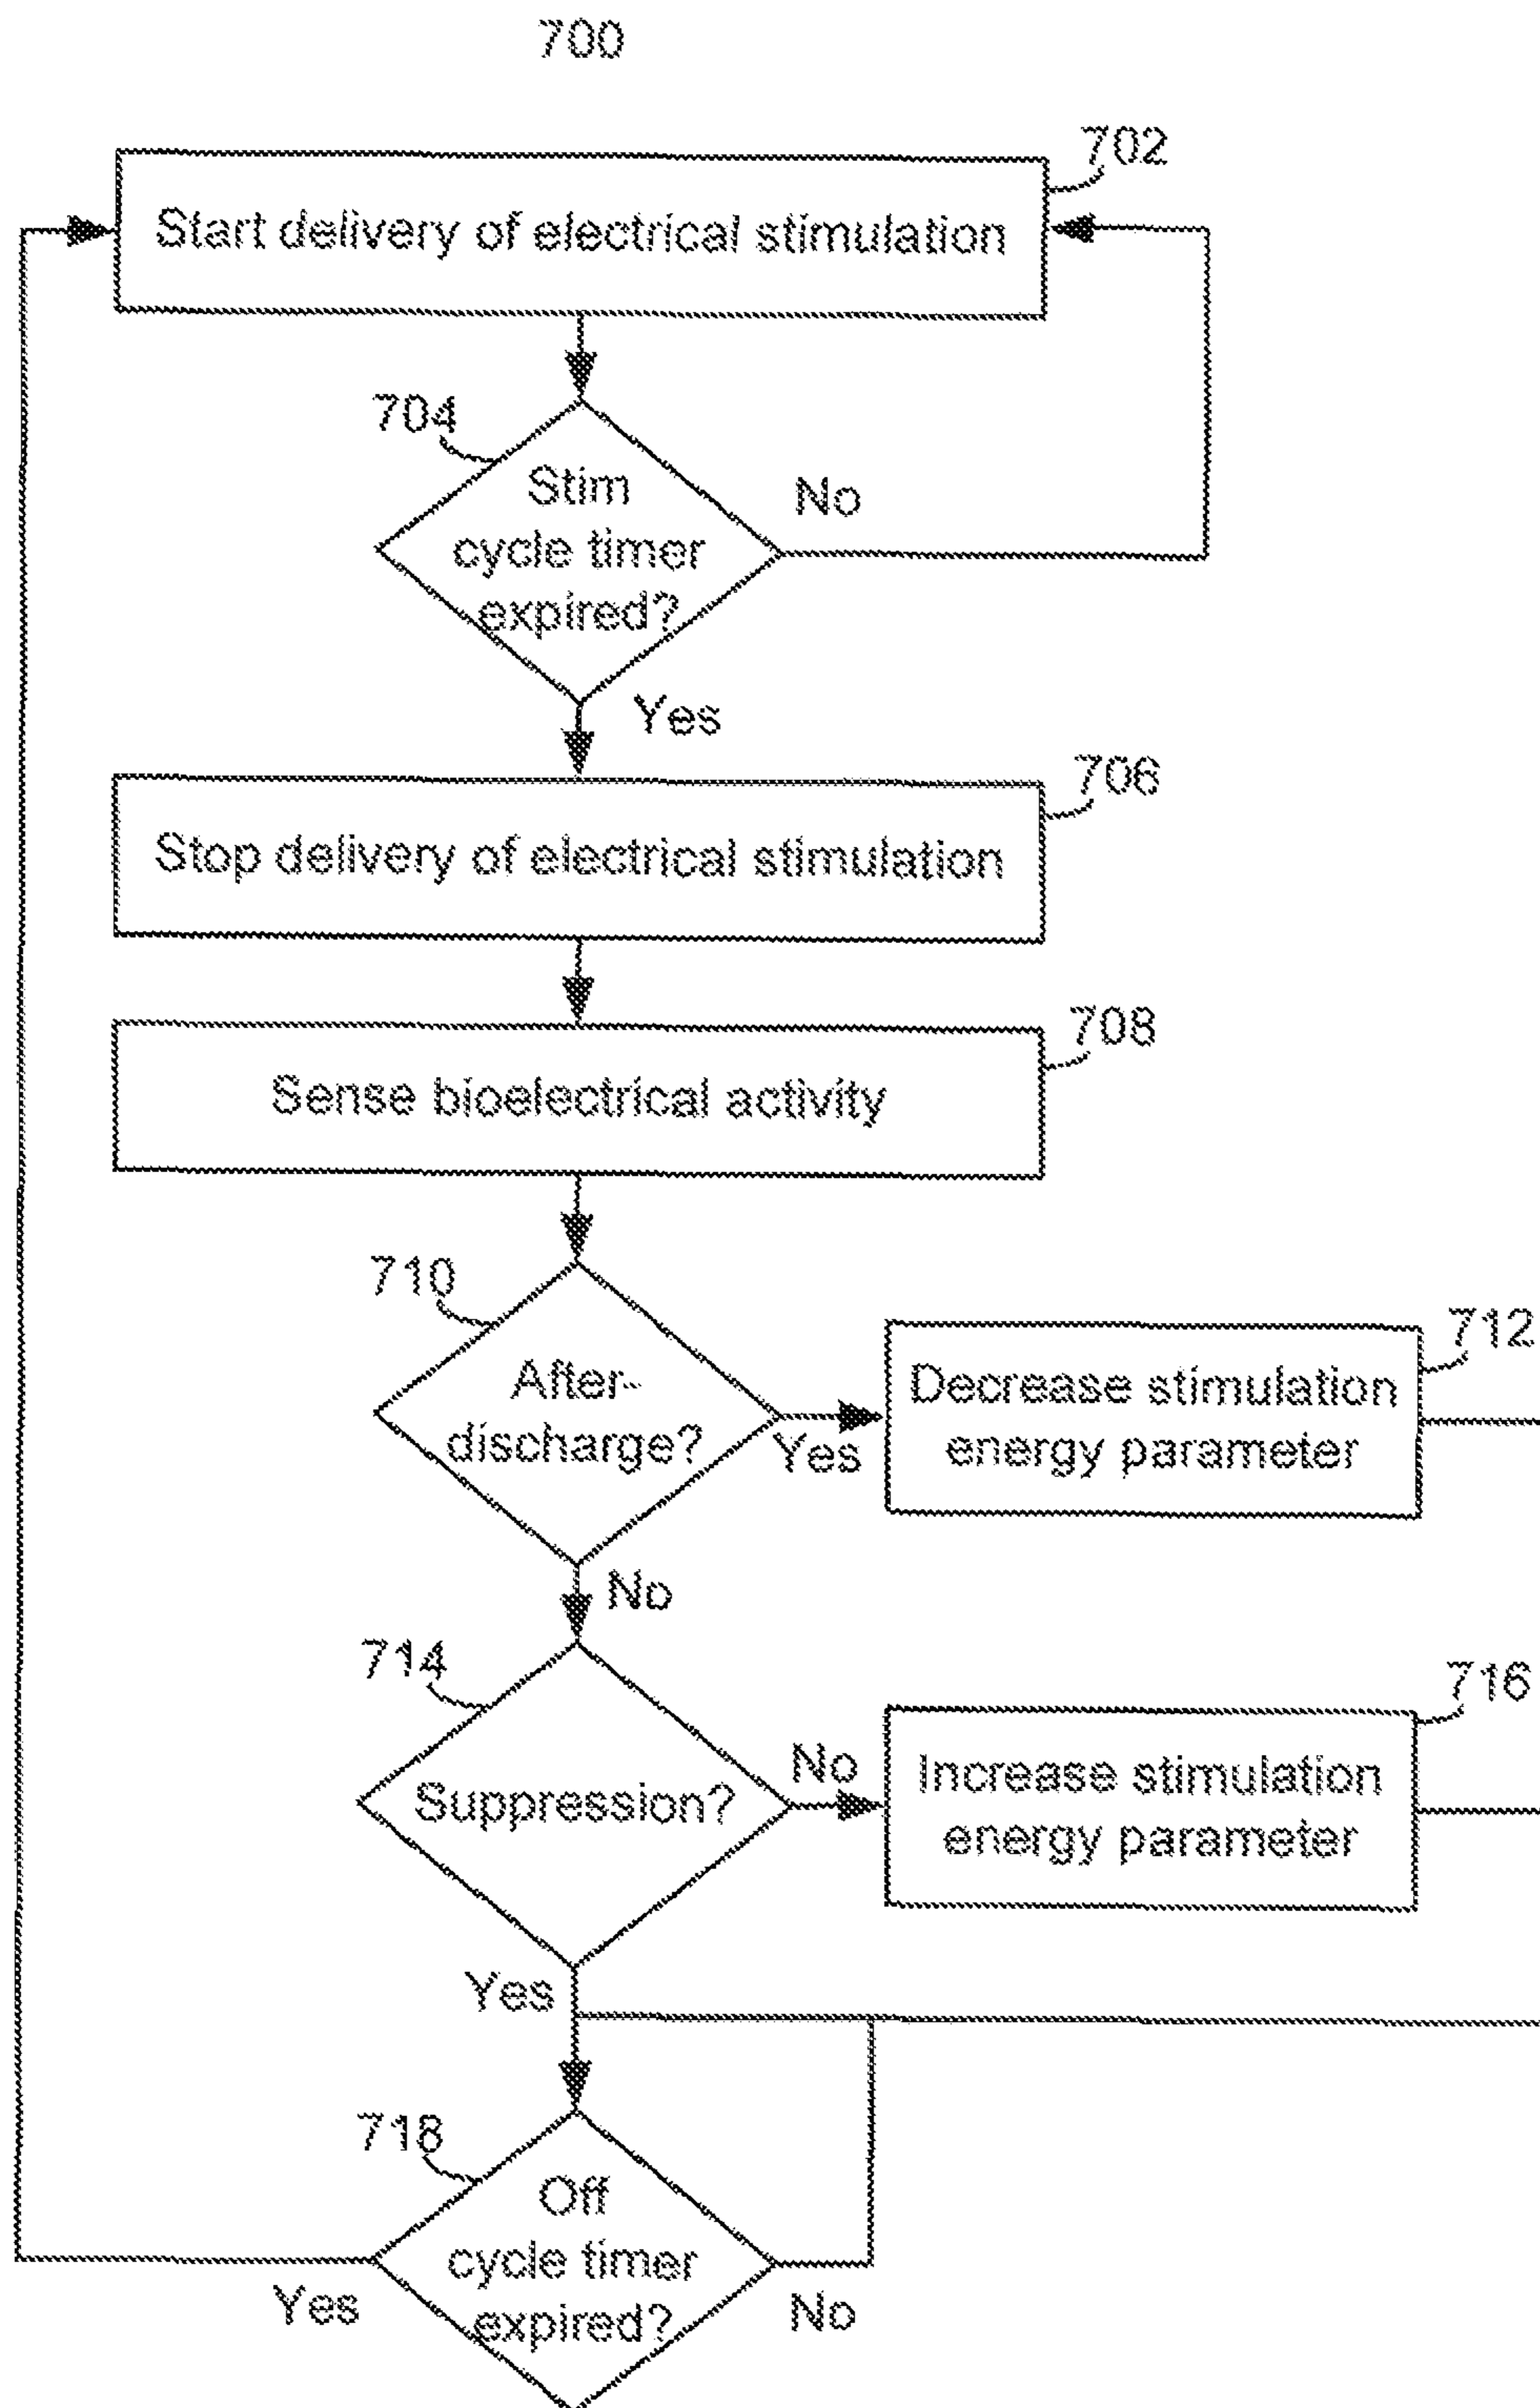 700
702
Start delivery of electrical stimulation
704
Stim
cycle timer
expired?
No
Yes
706
Stop delivery of electrical stimulation
708
Sense bioelectrical activity
710
After-
discharge?
Yes
712
Decrease stimulation
energy parameter
No
714
Suppression?
No
716
Increase stimulation
energy parameter
Yes
718
Off
cycle timer
expired?
Yes
No